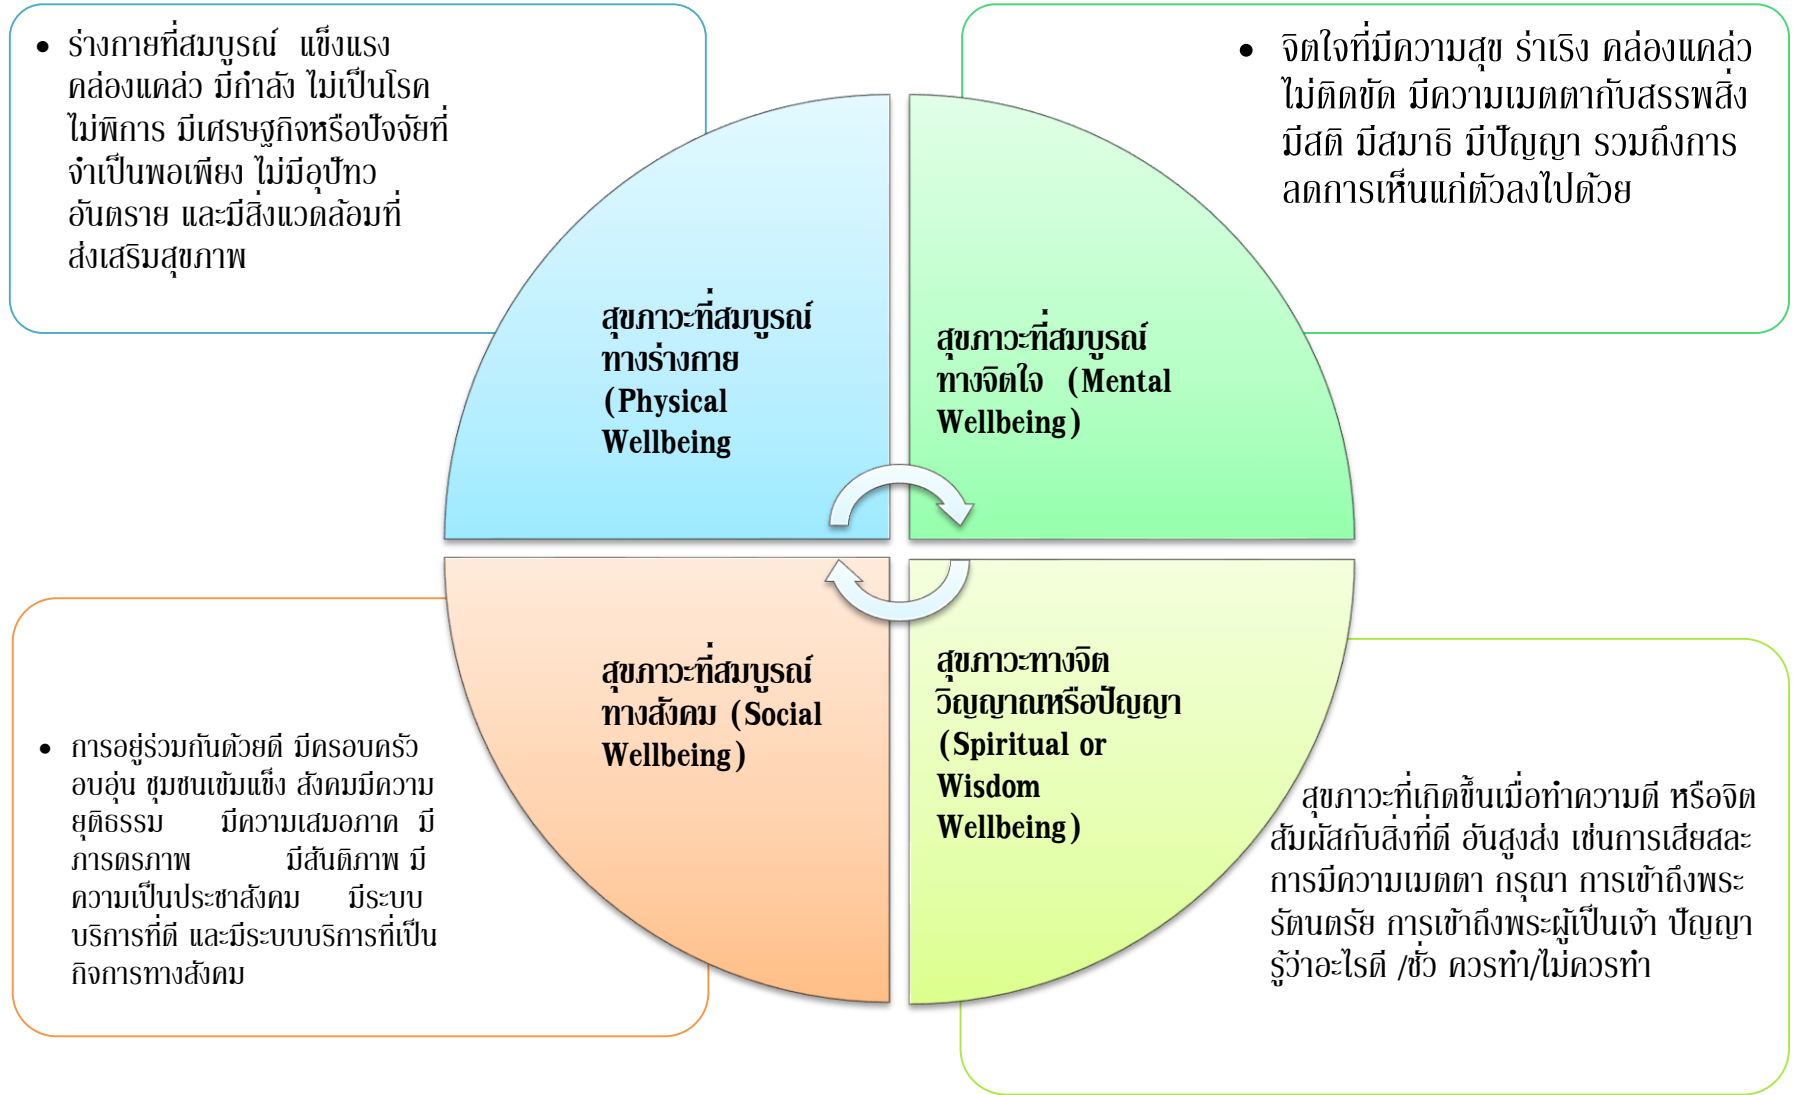 • ร่างกายที่สมบูรณ์ แข็งแรง
คล่องแคล่ว มีกำลัง ไม่เป็นโรค
ไม่พิการ มีเศรษฐกิจหรือปัจจัยที่
จำเป็นพอเพียง ไม่มีอุปัทว
อันตราย และมีสิ่งแวดล้อมที่
ส่งเสริมสุขภาพ
• จิตใจที่มีความสุข ร่าเริง คล่องแคล่ว
ไม่ติดขัด มีความเมตตากับสรรพสิ่ง
มีสติ มีสมาธิ มีปัญญา รวมถึงการ
ลดการเห็นแก่ตัวลงไปด้วย
สุขภาวะที่สมบูรณ์
ทางร่างกาย
(Physical
Wellbeing
สุขภาวะที่สมบูรณ์
ทางจิตใจ (Mental
Wellbeing)
สุขภาวะที่สมบูรณ์
ทางสังคม (Social
Wellbeing)
สุขภาวะทางจิต
วิญญาณหรือปัญญา
(Spiritual or
Wisdom
Wellbeing)
• การอยู่ร่วมกันด้วยดี มีครอบครัว
อบอุ่น ชุมชนเข้มแข็ง สังคมมีความ
ยุติธรรม มีความเสมอภาค มี
ภารดรภาพ มีสันติภาพ มี
ความเป็นประชาสังคม มีระบบ
บริการที่ดี และมีระบบบริการที่เป็น
กิจการทางสังคม
สุขภาวะที่เกิดขึ้นเมื่อทำความดี หรือจิต
สัมผัสกับสิ่งที่ดี อันสูงส่ง เช่นการเสียสละ
การมีความเมตตา กรุณา การเข้าถึงพระ
รัตนตรัย การเข้าถึงพระผู้เป็นเจ้า ปัญญา
รู้ว่าอะไรดี /ชั่ว ควรทำ/ไม่ควรทำ